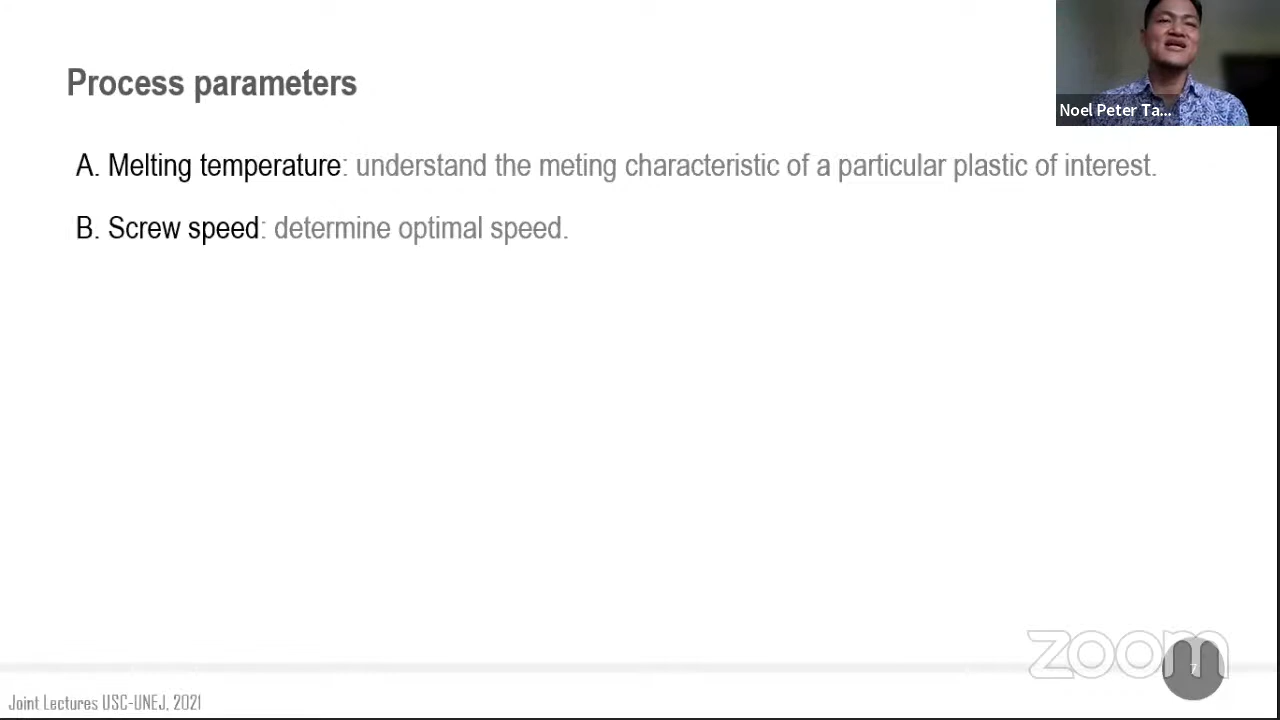 Process parameters
Noel Peter Ta...
A. Melting temperature: understand the meting characteristic of a particular plastic of interest.
B. Screw speed: determine optimal speed.
zoom
7
Joint Lectures USC-UNEJ, 2021